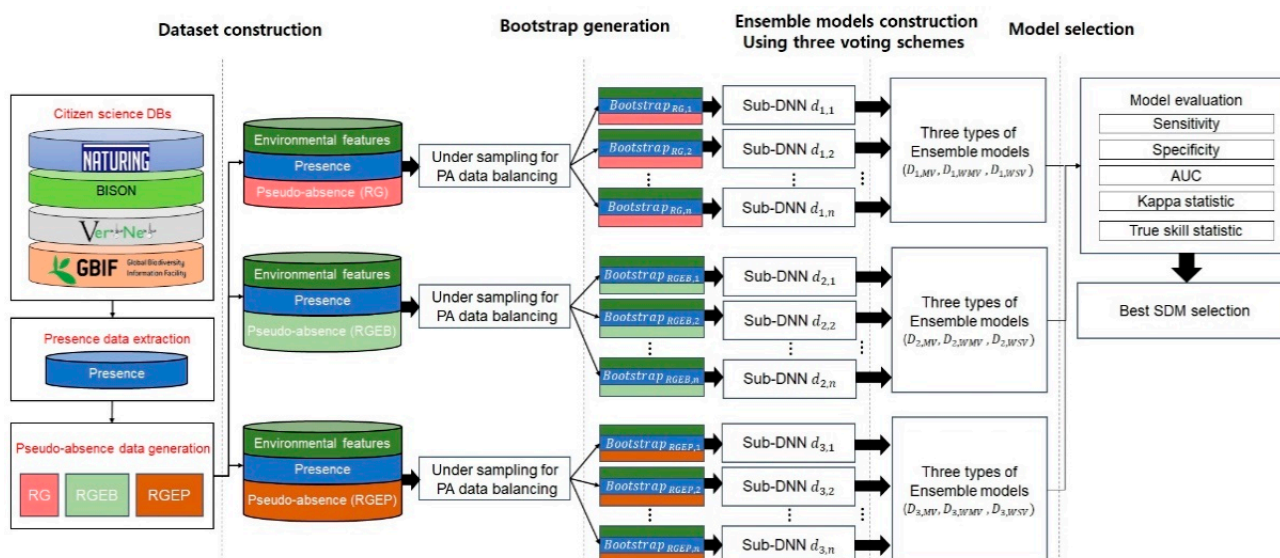 Dataset construction
Bootstrap generation
Ensemble models construction
Using three voting schemes
Model selection
Citizen science DBs
NATURING
BISON
VertNet
GBIF Global Biodiversity
Information Facility
Presence data extraction
Presence
Pseudo-absence data generation
RG RGEB RGEP
Environmental features
Presence
Pseudo-absence (RG)
Under sampling for
PA data balancing
Bootstrap RG,1
Bootstrap RG,2
⋮
Bootstrap RG,n
Sub-DNN d1,1
Sub-DNN d1,2
⋮
Sub-DNN d1,n
⋮
Three types of
Ensemble models
(D1,MV, D1,WMV , D1,WSV)
Environmental features
Presence
Pseudo-absence (RGEB)
Under sampling for
PA data balancing
Bootstrap RGEB,1
Bootstrap RGEB,2
⋮
Bootstrap RGEB,n
Sub-DNN d2,1
Sub-DNN d2,2
⋮
Sub-DNN d2,n
⋮
Three types of
Ensemble models
(D2,MV, D2,WMV , D2,WSV)
Environmental features
Presence
Pseudo-absence (RGEP)
Under sampling for
PA data balancing
Bootstrap RGEP,1
Bootstrap RGEP,2
⋮
Bootstrap RGEP,n
Sub-DNN d3,1
Sub-DNN d3,2
⋮
Sub-DNN d3,n
⋮
Three types of
Ensemble models
(D3,MV, D3,WMV , D3,WSV)
Model evaluation
Sensitivity
Specificity
AUC
Kappa statistic
True skill statistic
Best SDM selection